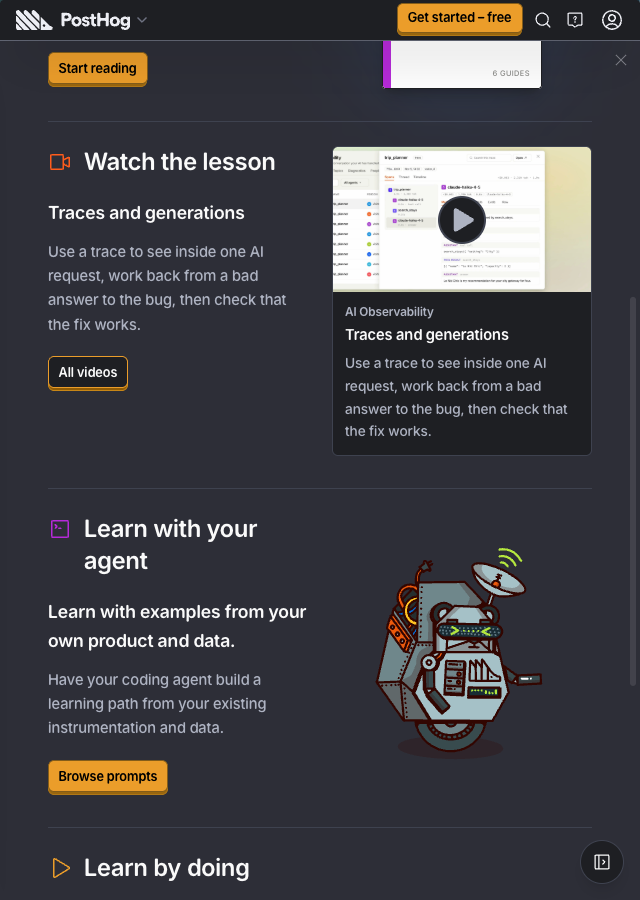 PostHog
Get started – free
Start reading
6 GUIDES
Watch the lesson
Traces and generations
Use a trace to see inside one AI
request, work back from a bad
answer to the bug, then check that
the fix works.
All videos
trip_planner
claude-haiku-4-5
AI Observability
Traces and generations
Use a trace to see inside one AI
request, work back from a bad
answer to the bug, then check that
the fix works.
Learn with your
agent
Learn with examples from your
own product and data.
Have your coding agent build a
learning path from your existing
instrumentation and data.
Browse prompts
Learn by doing